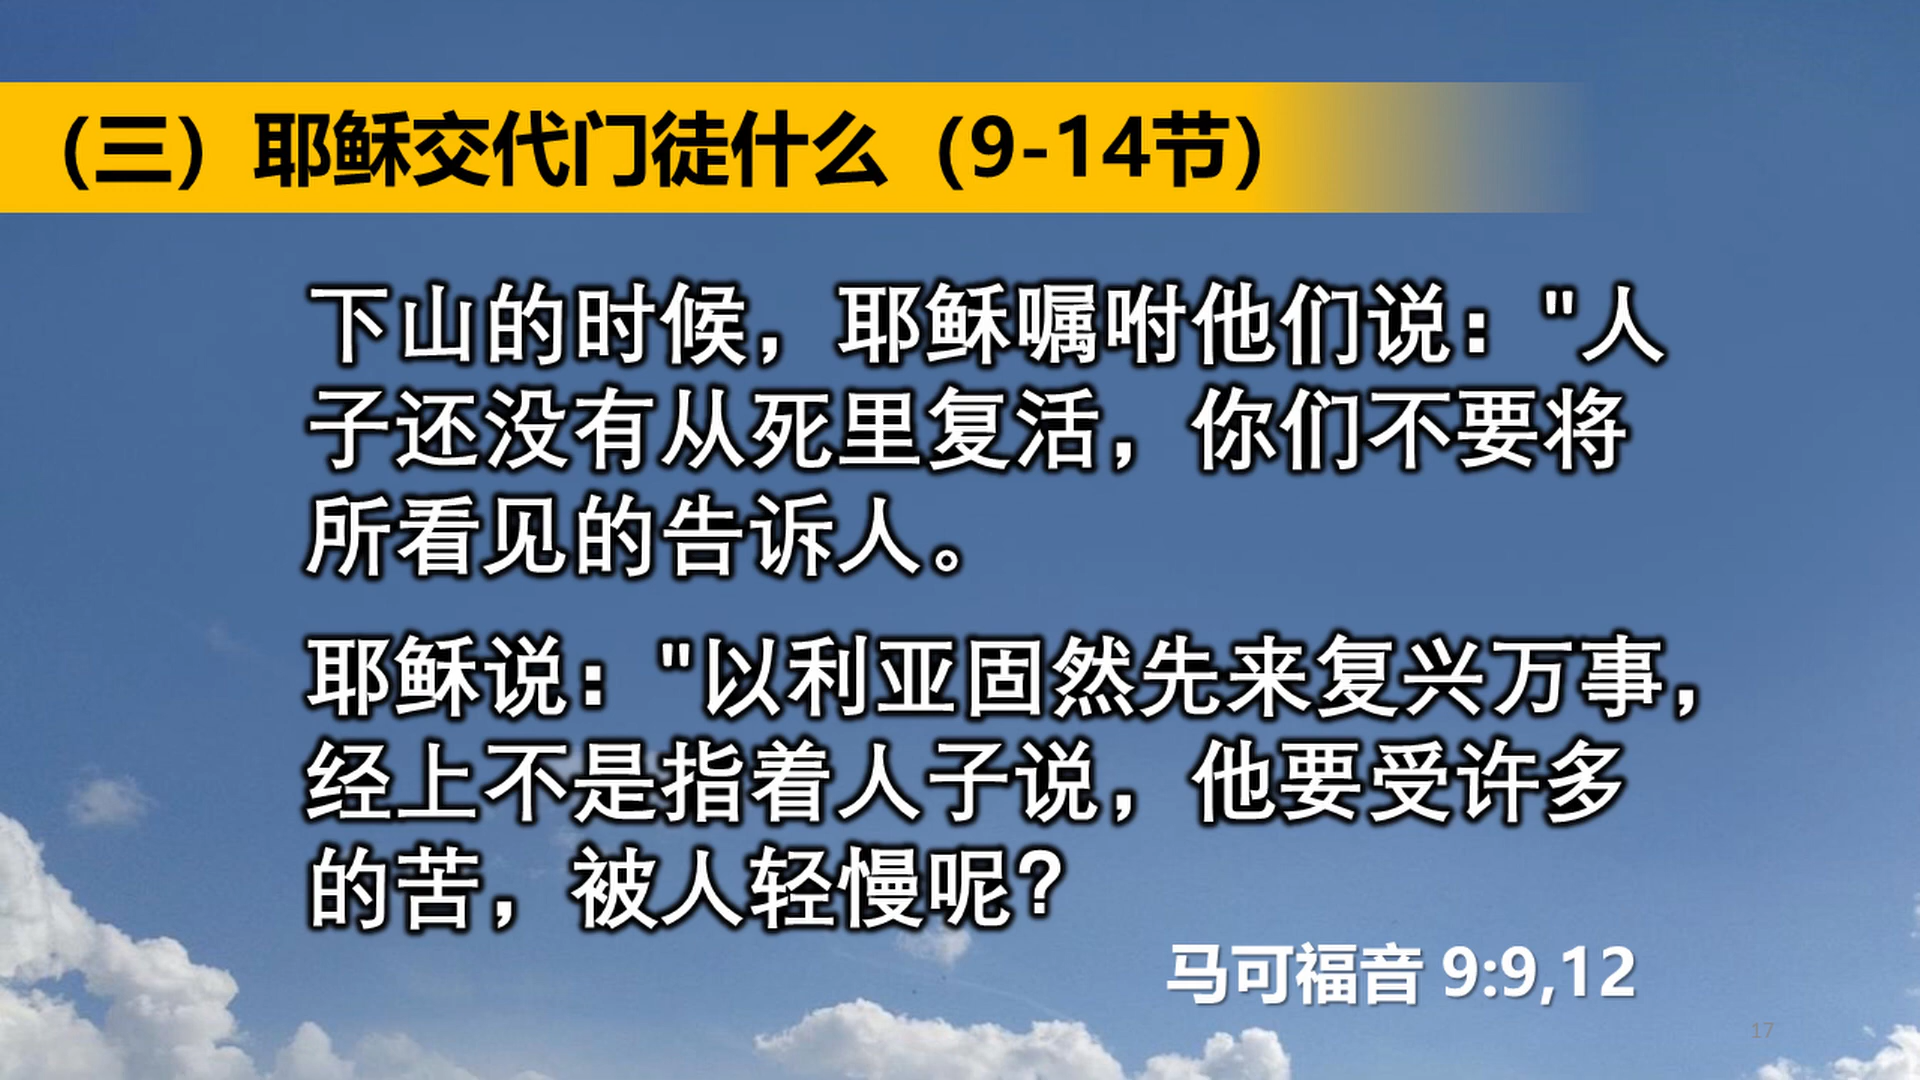 （三）耶稣交代门徒什么（9-14节）
下山的时候，耶稣嘱咐他们说："人
子还没有从死里复活，你们不要将
所看见的告诉人。
耶稣说："以利亚固然先来复兴万事，
经上不是指着人子说，他要受许多
的苦，被人轻慢呢？
马可福音 9:9,12
17